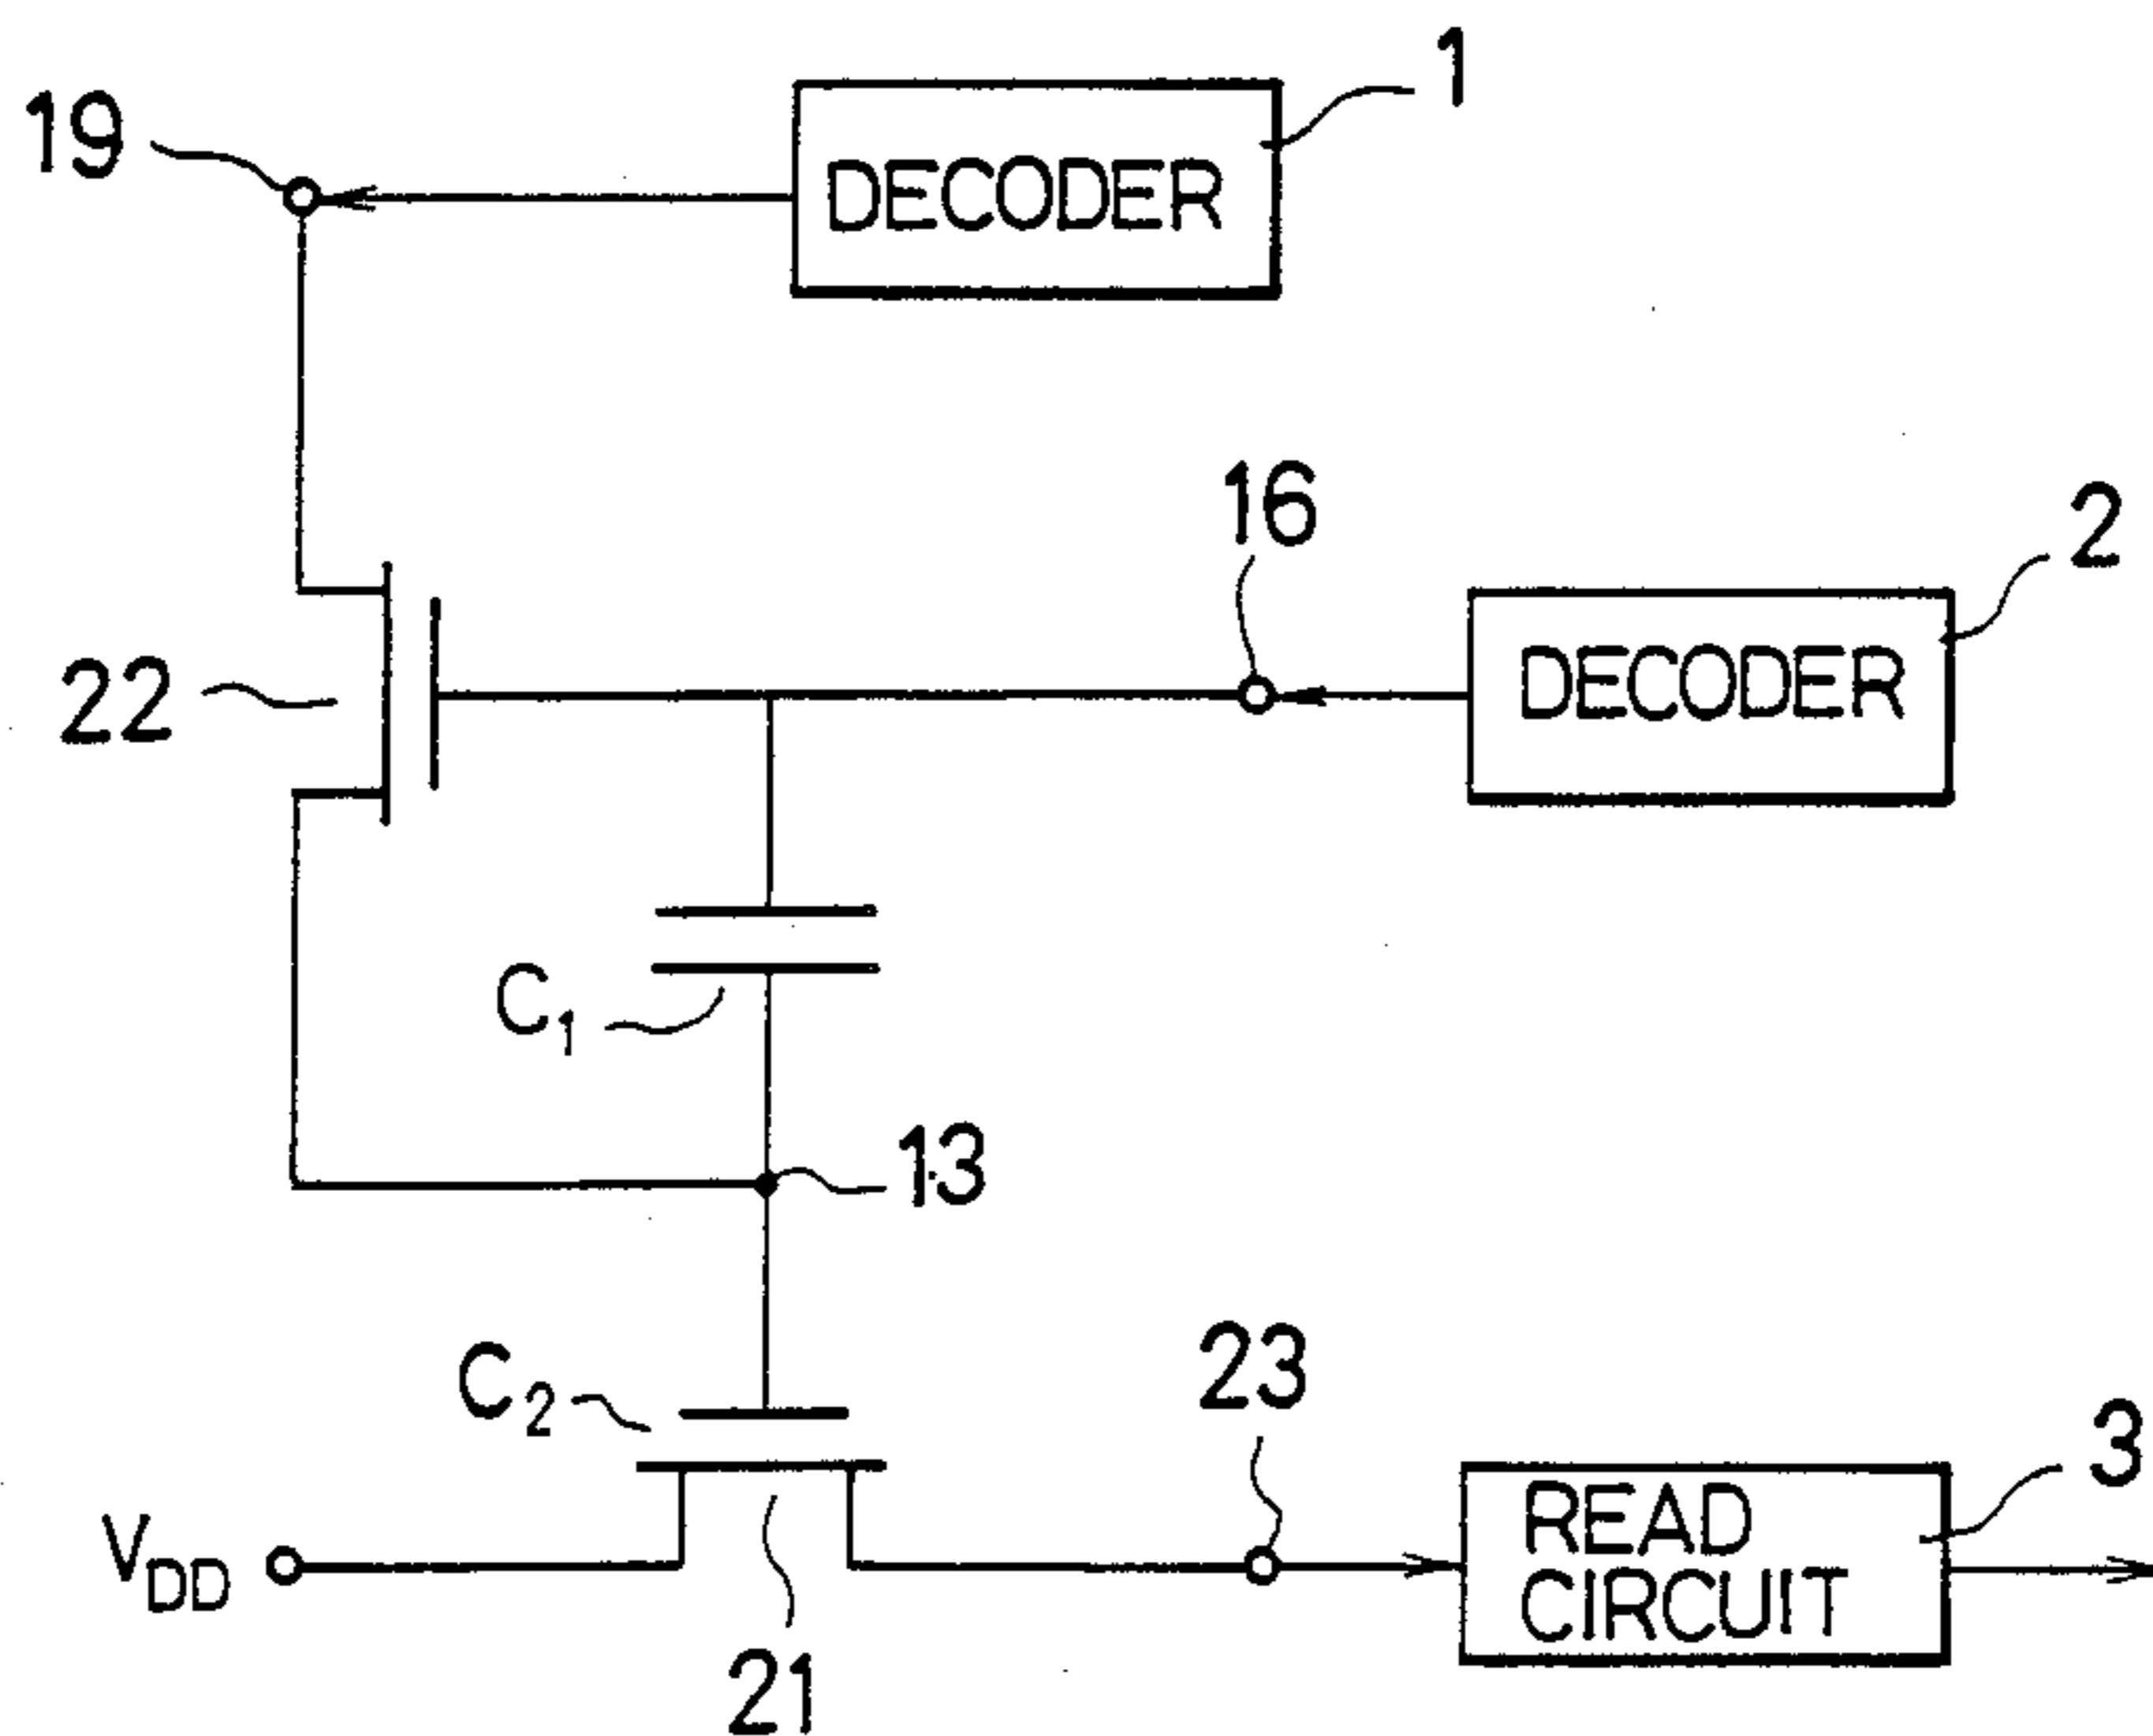 1
19
DECODER
16
2
22
DECODER
C1
13
C2
23
3
VDD
READ
CIRCUIT
21